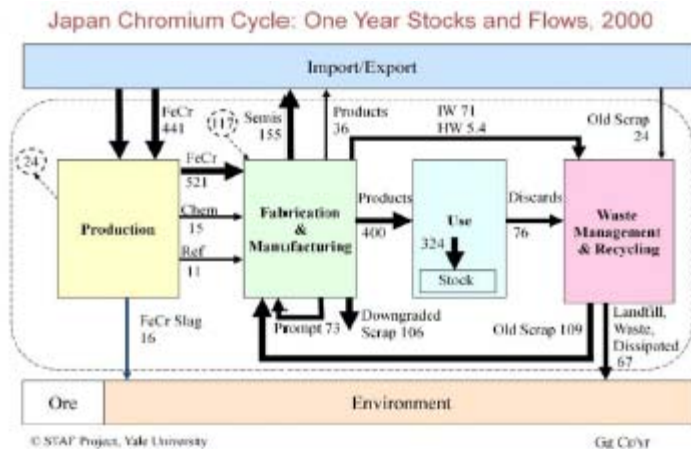 Japan Chromium Cycle: One Year Stocks and Flows, 2000
Import/Export
FeCr
441
117
Semis
155
Products
36
IW 71
HW 5.4
Old Scrap
24
24
FeCr
521
Production
Chem
15
Ref
11
Fabrication
&
Manufacturing
Products
400
Use
324
Stock
Discards
76
Waste
Management
& Recycling
FeCr Slag
16
Prompt 73
Downgraded
Scrap 106
Old Scrap 109
Landfill,
Waste,
Dissipated
67
Ore
Environment
© STAF Project, Yale University
Gg Cr/yr